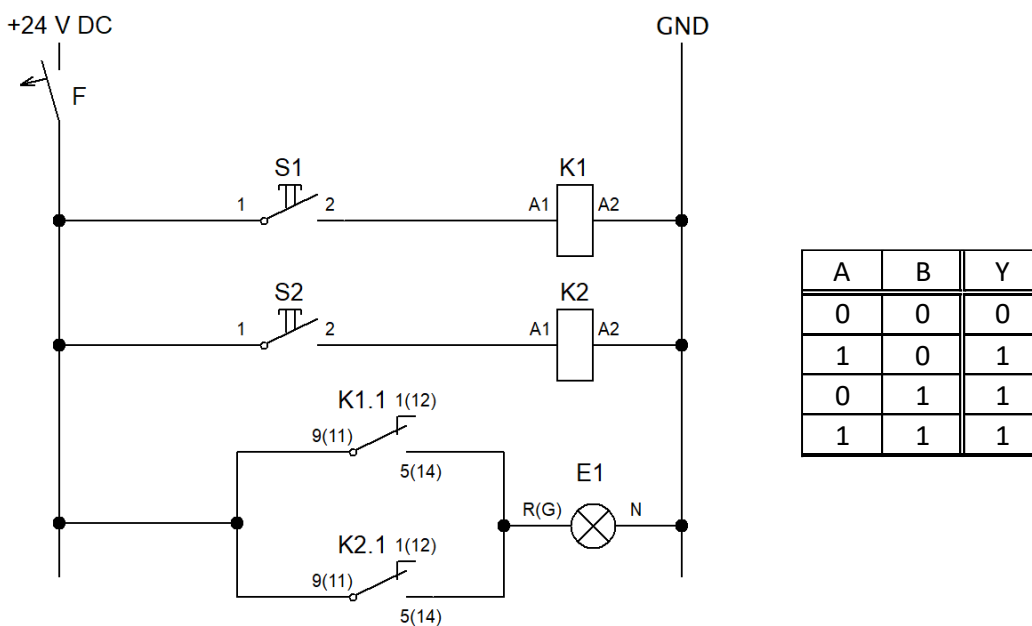 +24 V DC
GND
F
S1
K1
1
2
A1
A2
S2
K2
1
2
A1
A2
K1.1 1(12)
9(11)
5(14)
E1
R(G)
N
K2.1 1(12)
9(11)
5(14)
A B Y
0 0 0
1 0 1
0 1 1
1 1 1